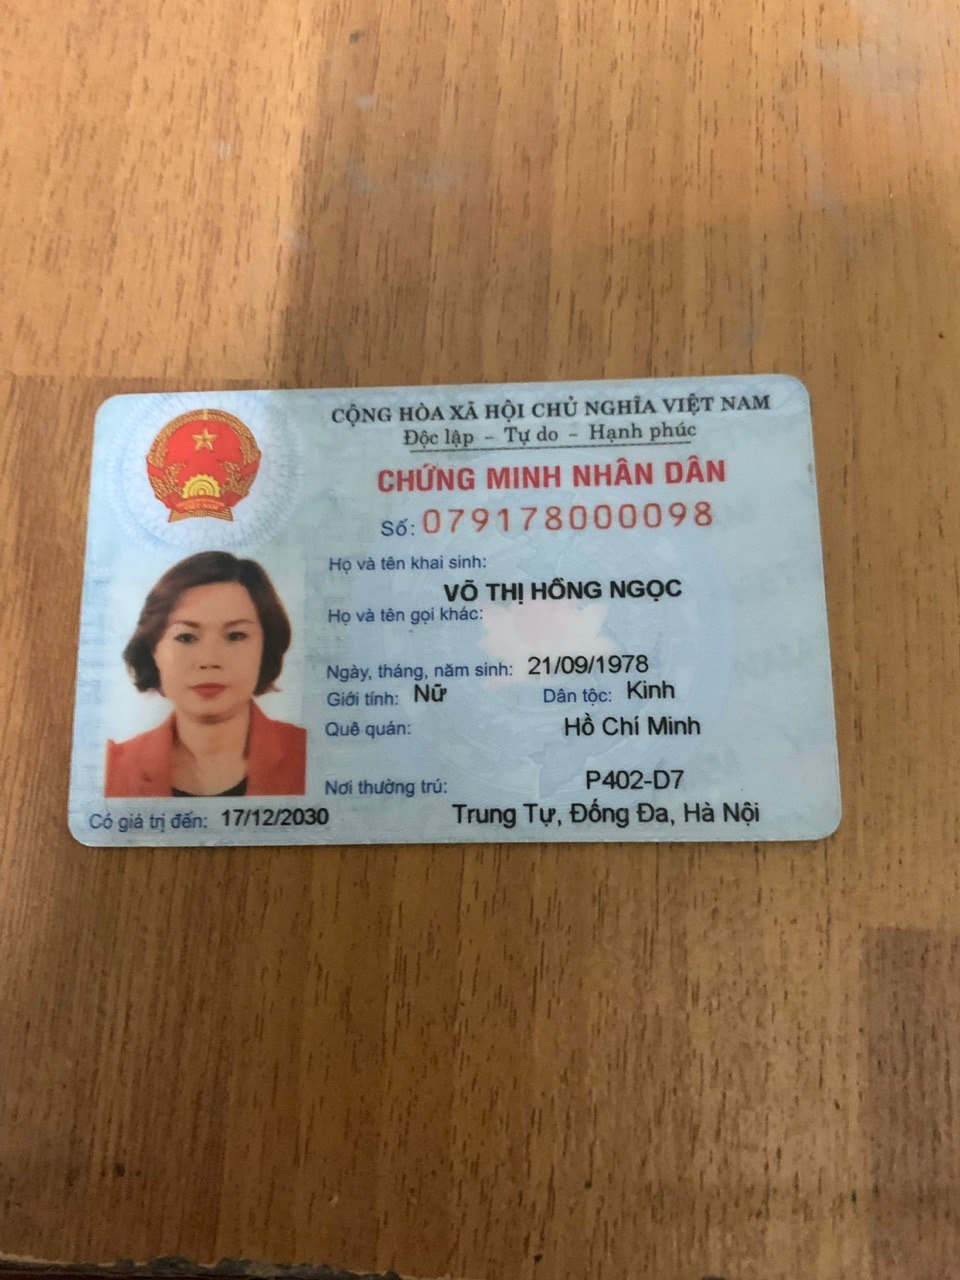 CỘNG HÒA XÃ HỘI CHỦ NGHĨA VIỆT NAM
Độc lập - Tự do - Hạnh phúc
CHỨNG MINH NHÂN DÂN
Số: 079178000098
Họ và tên khai sinh:
VÕ THỊ HỒNG NGỌC
Họ và tên gọi khác:
Ngày, tháng, năm sinh: 21/09/1978
Giới tính: Nữ Dân tộc: Kinh
Quê quán: Hồ Chí Minh
Nơi thường trú: P402-D7
Trung Tự, Đống Đa, Hà Nội
Có giá trị đến: 17/12/2030
VIỆT NAM